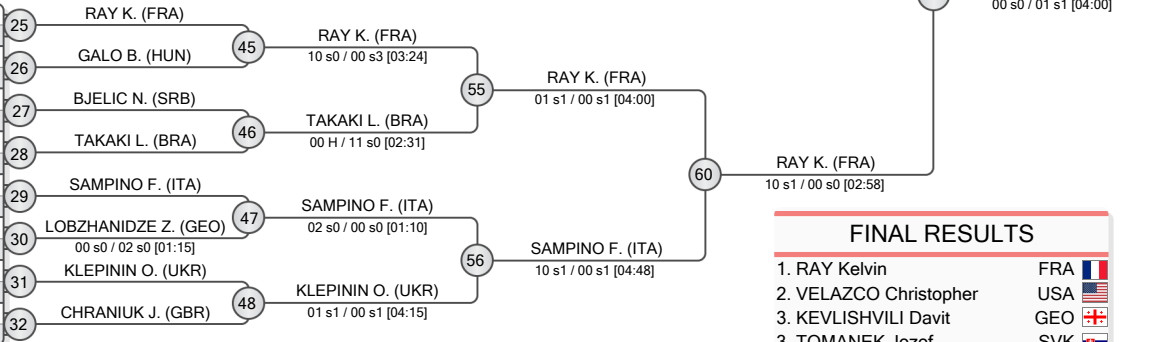 00 s0 / 01 s1 [04:00]
25
RAY K. (FRA)
26
GALO B. (HUN)
45
RAY K. (FRA)
10 s0 / 00 s3 [03:24]
27
BJELIC N. (SRB)
28
TAKAKI L. (BRA)
46
TAKAKI L. (BRA)
00 H / 11 s0 [02:31]
55
RAY K. (FRA)
01 s1 / 00 s1 [04:00]
29
SAMPINO F. (ITA)
30
LOBZHANIDZE Z. (GEO)
00 s0 / 02 s0 [01:15]
47
SAMPINO F. (ITA)
02 s0 / 00 s0 [01:10]
31
KLEPININ O. (UKR)
32
CHRANIUK J. (GBR)
48
KLEPININ O. (UKR)
01 s1 / 00 s1 [04:15]
56
SAMPINO F. (ITA)
10 s1 / 00 s1 [04:48]
60
RAY K. (FRA)
10 s1 / 00 s0 [02:58]
FINAL RESULTS
1. RAY Kelvin FRA
2. VELAZCO Christopher USA
3. KEVLISHVILI Davit GEO
3. TOMANEK Jozef SVK